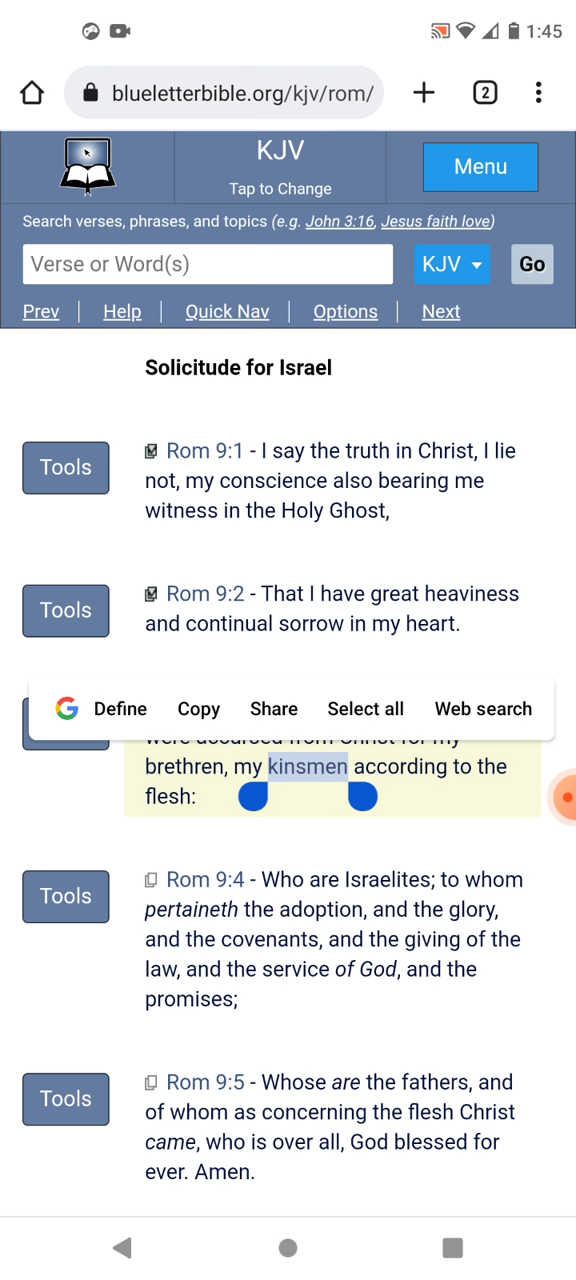 1:45
blueletterbible.org/kjv/rom/
2
KJV
Tap to Change
Menu
Search verses, phrases, and topics (e.g. John 3:16, Jesus faith love)
Verse or Word(s)
KJV
Go
Prev
Help
Quick Nav
Options
Next
Solicitude for Israel
Tools
Rom 9:1 - I say the truth in Christ, I lie
not, my conscience also bearing me
witness in the Holy Ghost,
Tools
Rom 9:2 - That I have great heaviness
and continual sorrow in my heart.
Define
Copy
Share
Select all
Web search
were accursed from Christ for my
brethren, my kinsmen according to the
flesh:
Tools
Rom 9:4 - Who are Israelites; to whom
pertaineth the adoption, and the glory,
and the covenants, and the giving of the
law, and the service of God, and the
promises;
Tools
Rom 9:5 - Whose are the fathers, and
of whom as concerning the flesh Christ
came, who is over all, God blessed for
ever. Amen.